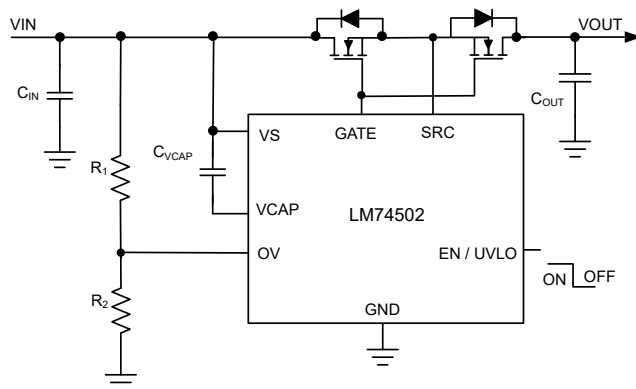 VIN
VOUT
CIN
COUT
R1
CVCAP
VS
GATE
SRC
VCAP
LM74502
OV
EN / UVLO
ON
OFF
R2
GND